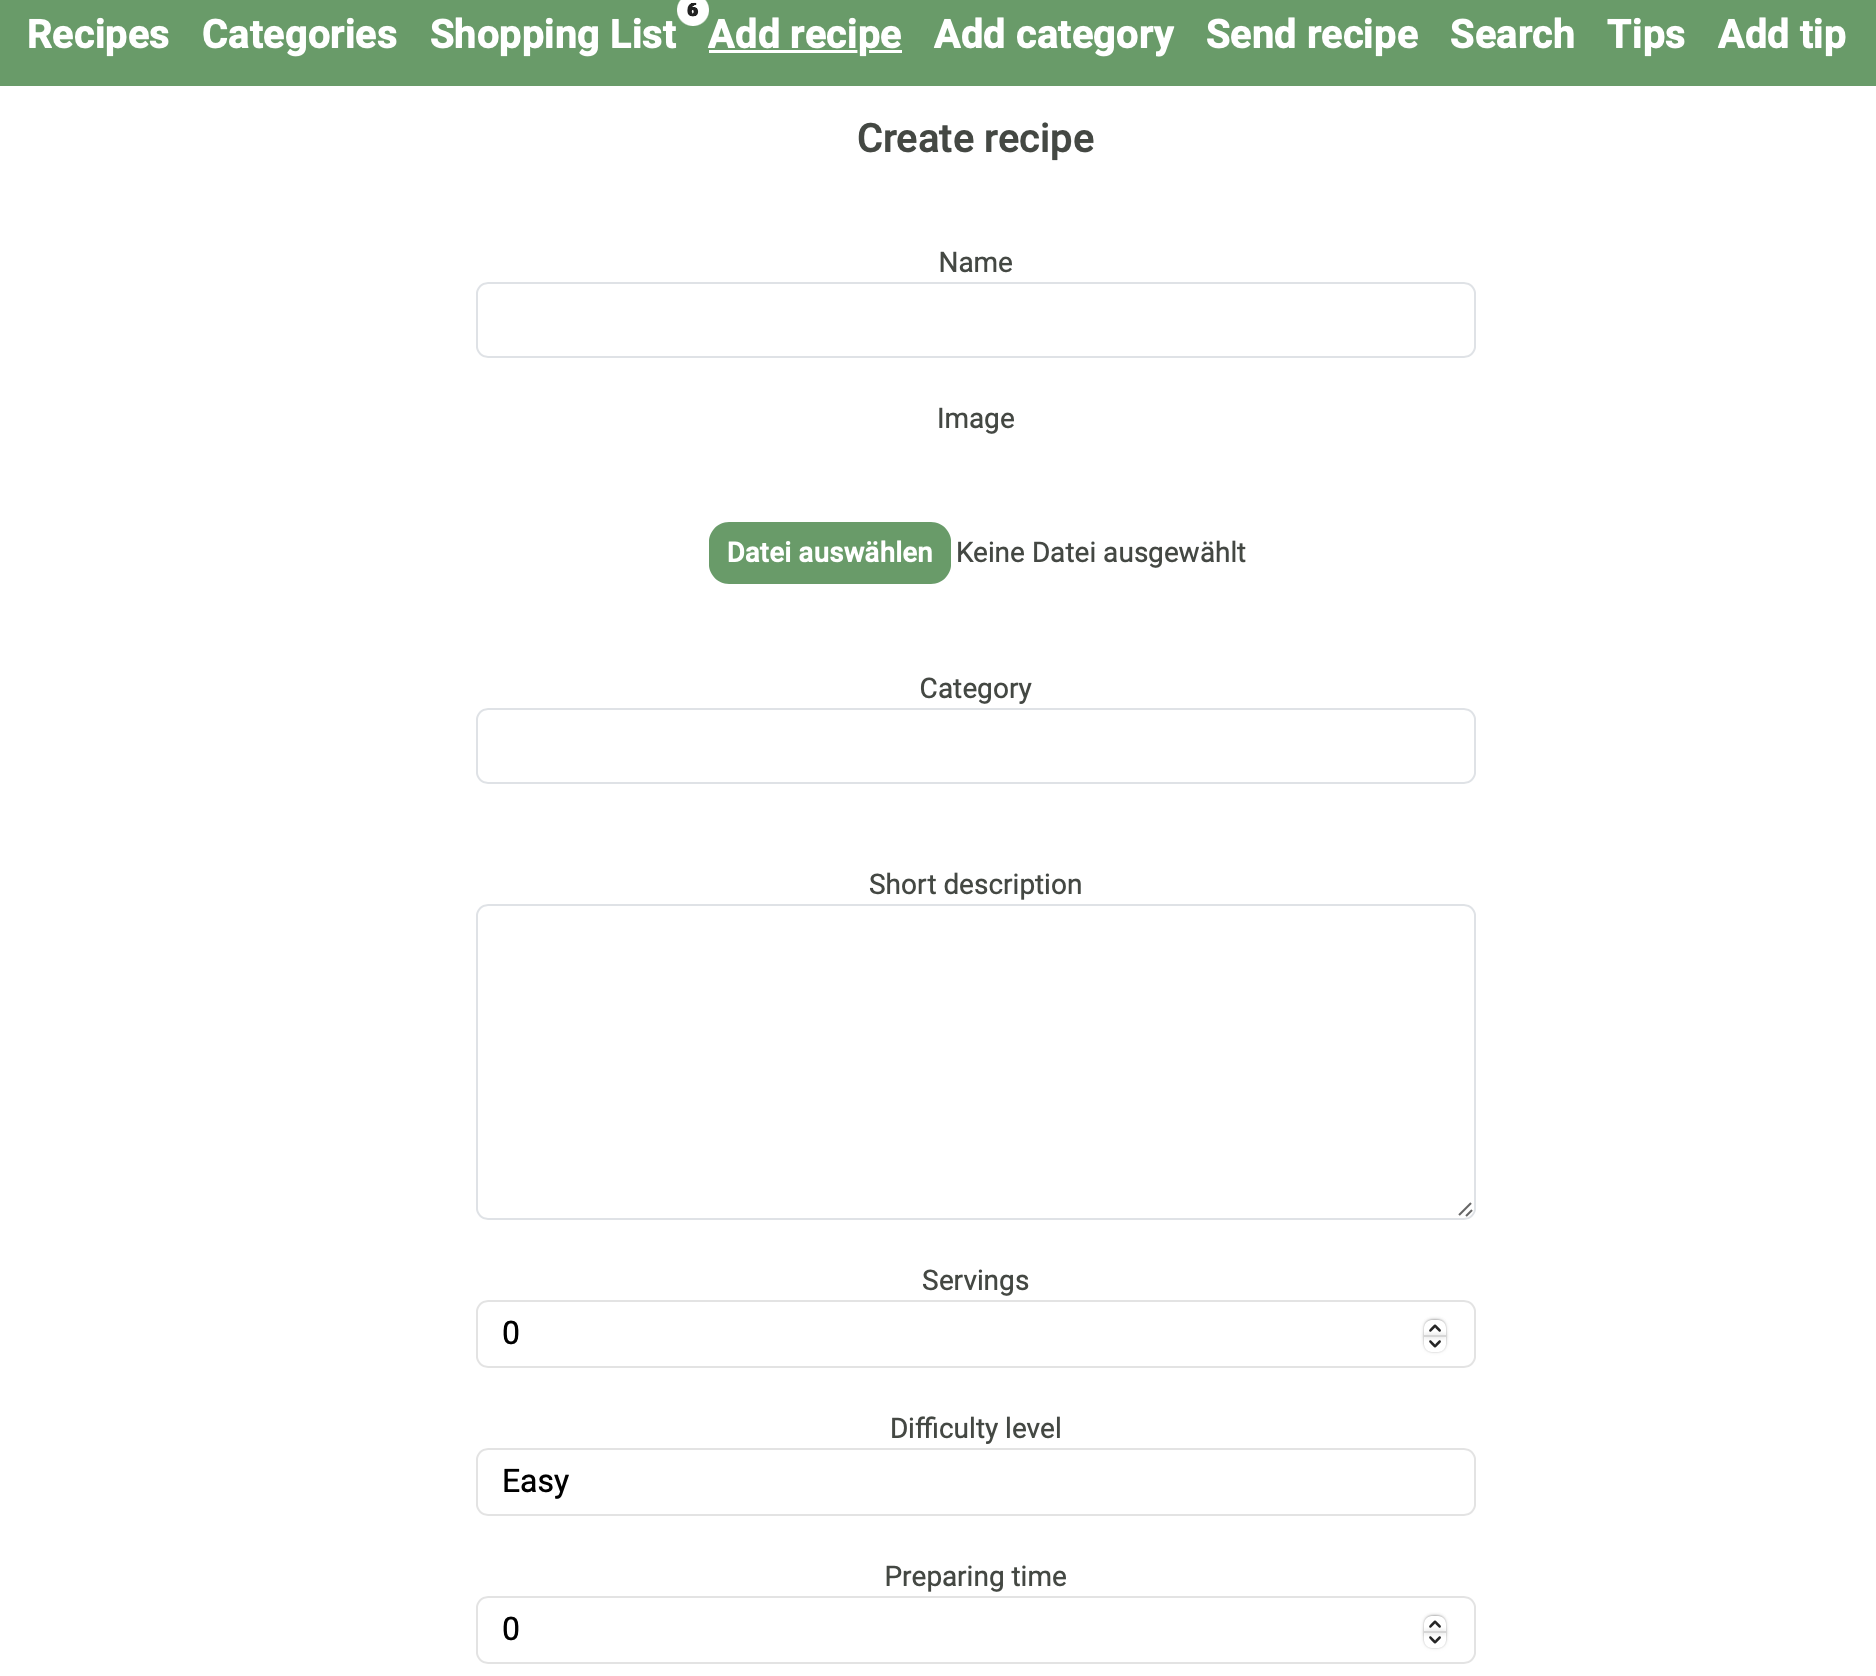 Recipes Categories Shopping List 6 Add recipe Add category Send recipe Search Tips Add tip
Create recipe
Name
Image
Datei auswählen Keine Datei ausgewählt
Category
Short description
Servings
0
Difficulty level
Easy
Preparing time
0